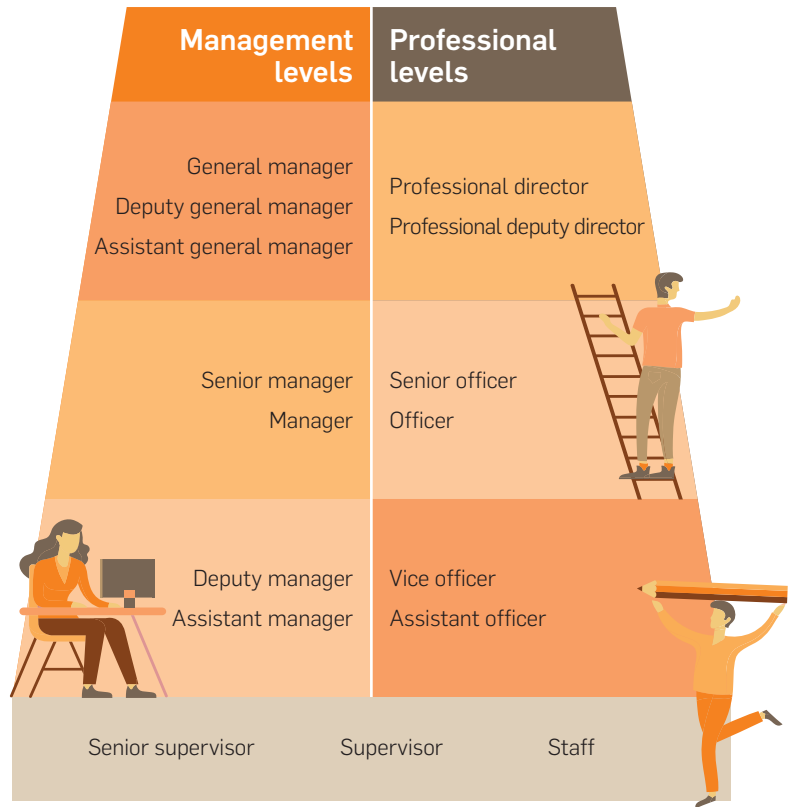 Management
levels
Professional
levels
General manager
Deputy general manager
Assistant general manager
Professional director
Professional deputy director
Senior manager
Manager
Senior officer
Officer
Deputy manager
Assistant manager
Vice officer
Assistant officer
Senior supervisor
Supervisor
Staff